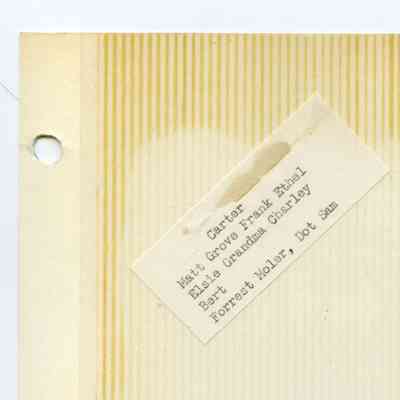 Carter
Matt Grove Frank Ethel
Elsie Grandma Charley
Bert
Forrest Moler, Dot Sam